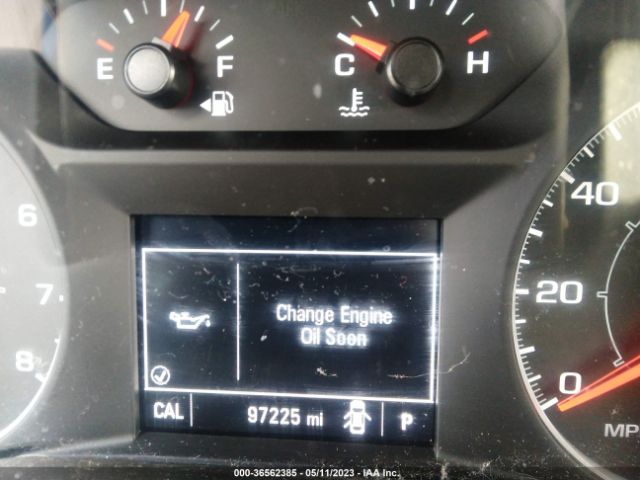 E F C H
6
7
8
40
20
0
MP
Change Engine
Oil Soon
CAL 97225 mi P
000-36562385 - 05/11/2023 - IAA Inc.